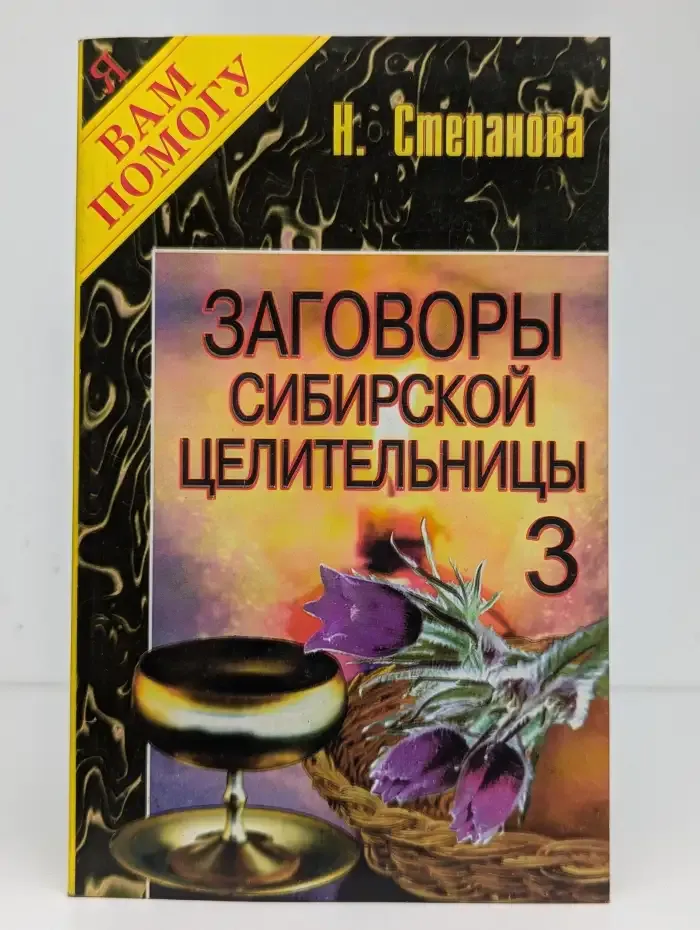 Я
ВАМ
ПОМОГУ
Н. Степанова
ЗАГОВОРЫ
СИБИРСКОЙ
ЦЕЛИТЕЛЬНИЦЫ
3